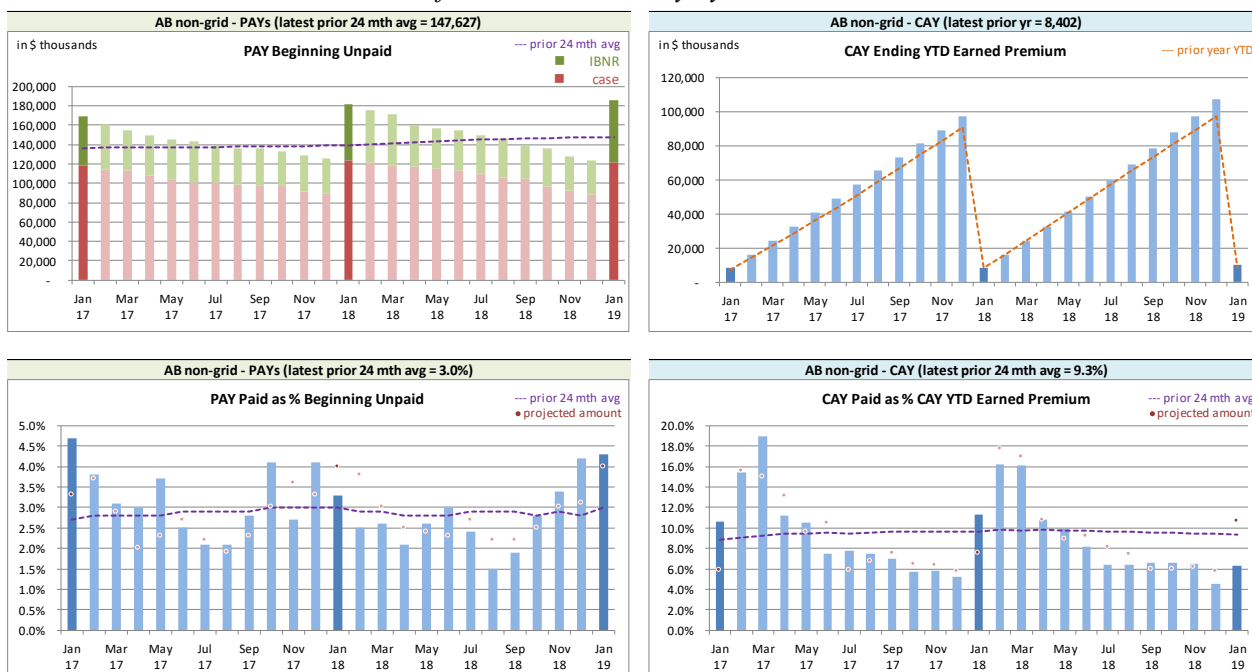 AB non-grid - PAYs (latest prior 24 mth avg = 147,627)
in $ thousands
PAY Beginning Unpaid
--- prior 24 mth avg
IBNR
case
200,000
180,000
160,000
140,000
120,000
100,000
80,000
60,000
40,000
20,000
-
Jan Mar May Jul Sep Nov Jan Mar May Jul Sep Nov Jan
17 17 17 17 17 17 18 18 18 18 18 18 19
AB non-grid - CAY (latest prior yr = 8,402)
in $ thousands
CAY Ending YTD Earned Premium
--- prior year YTD
120,000
100,000
80,000
60,000
40,000
20,000
-
Jan Mar May Jul Sep Nov Jan Mar May Jul Sep Nov Jan
17 17 17 17 17 17 18 18 18 18 18 18 19
AB non-grid - PAYs (latest prior 24 mth avg = 3.0%)
PAY Paid as % Beginning Unpaid
--- prior 24 mth avg
• projected amount
5.0%
4.5%
4.0%
3.5%
3.0%
2.5%
2.0%
1.5%
1.0%
0.5%
0.0%
Jan Mar May Jul Sep Nov Jan Mar May Jul Sep Nov Jan
17 17 17 17 17 17 18 18 18 18 18 18 19
AB non-grid - CAY (latest prior 24 mth avg = 9.3%)
CAY Paid as % CAY YTD Earned Premium
--- prior 24 mth avg
• projected amount
20.0%
18.0%
16.0%
14.0%
12.0%
10.0%
8.0%
6.0%
4.0%
2.0%
0.0%
Jan Mar May Jul Sep Nov Jan Mar May Jul Sep Nov Jan
17 17 17 17 17 17 18 18 18 18 18 18 19